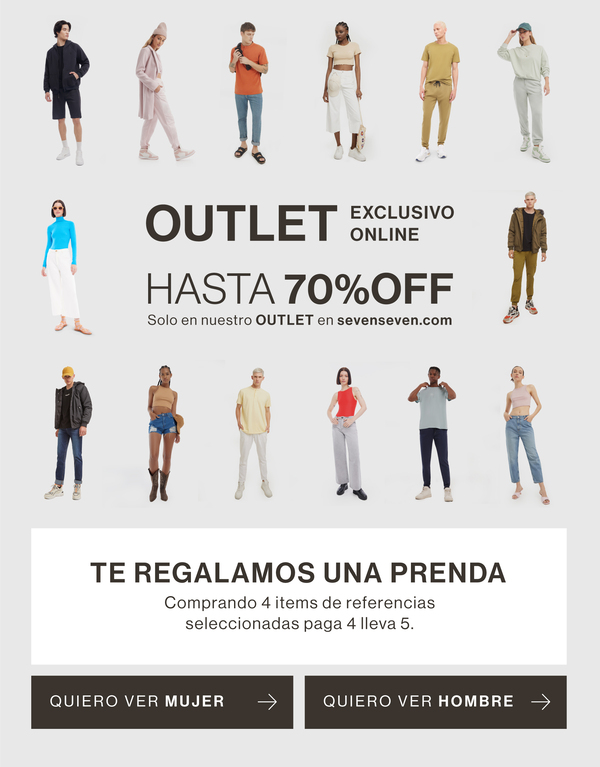 OUTLET EXCLUSIVO
ONLINE
HASTA 70%OFF
Solo en nuestro OUTLET en sevenseven.com
TE REGALAMOS UNA PRENDA
Comprando 4 items de referencias
seleccionadas paga 4 lleva 5.
QUIERO VER MUJER
QUIERO VER HOMBRE